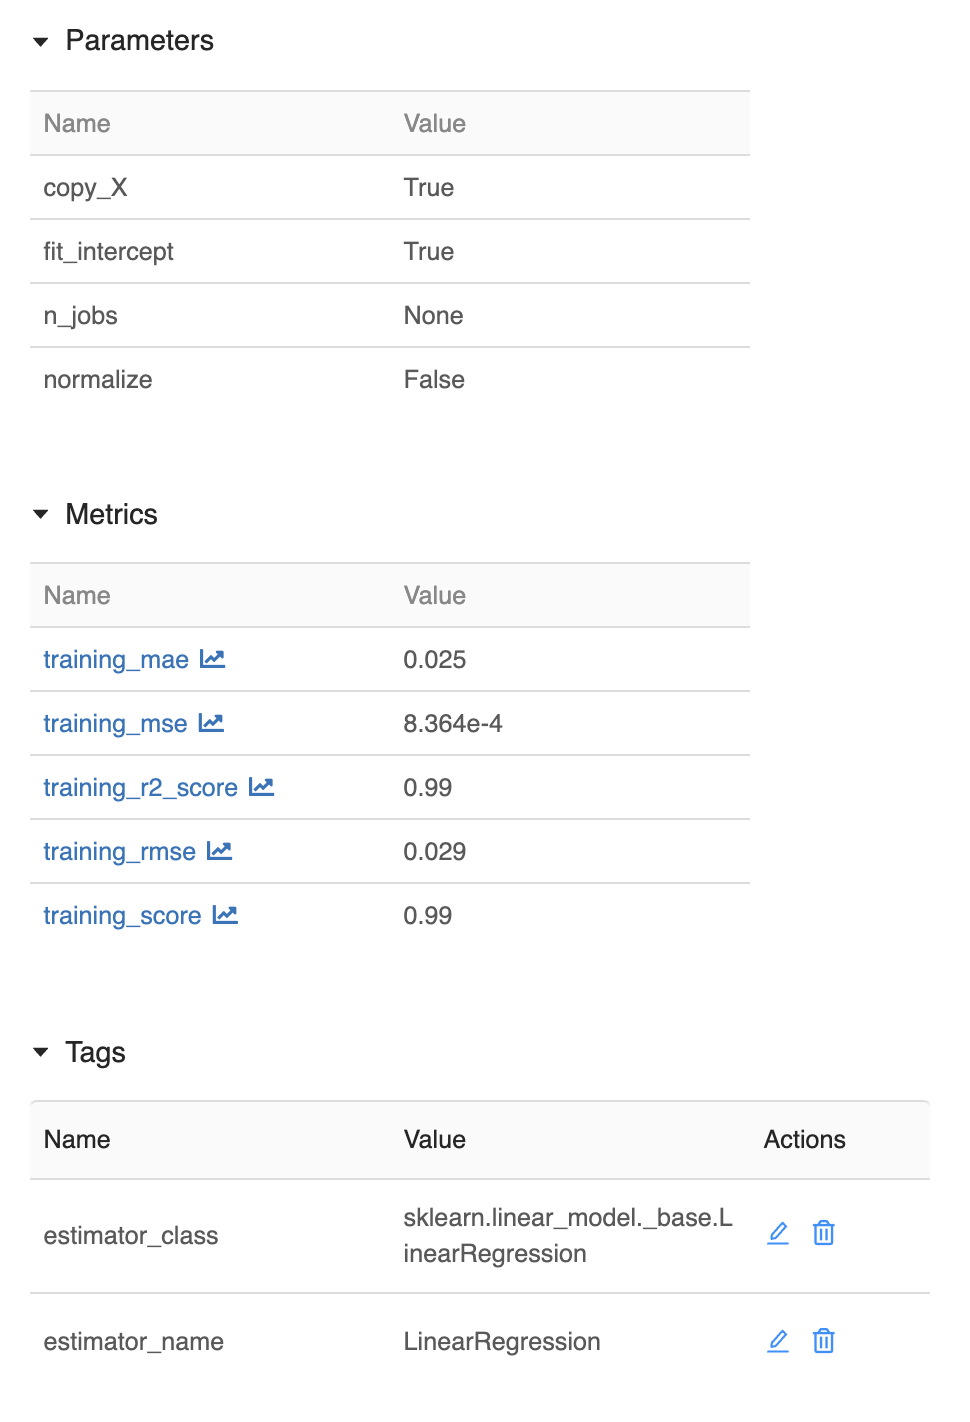 Parameters
Name Value
copy_X True
fit_intercept True
n_jobs None
normalize False
Metrics
Name Value
training_mae 0.025
training_mse 8.364e-4
training_r2_score 0.99
training_rmse 0.029
training_score 0.99
Tags
Name Value Actions
estimator_class sklearn.linear_model._base.L
inearRegression
estimator_name LinearRegression